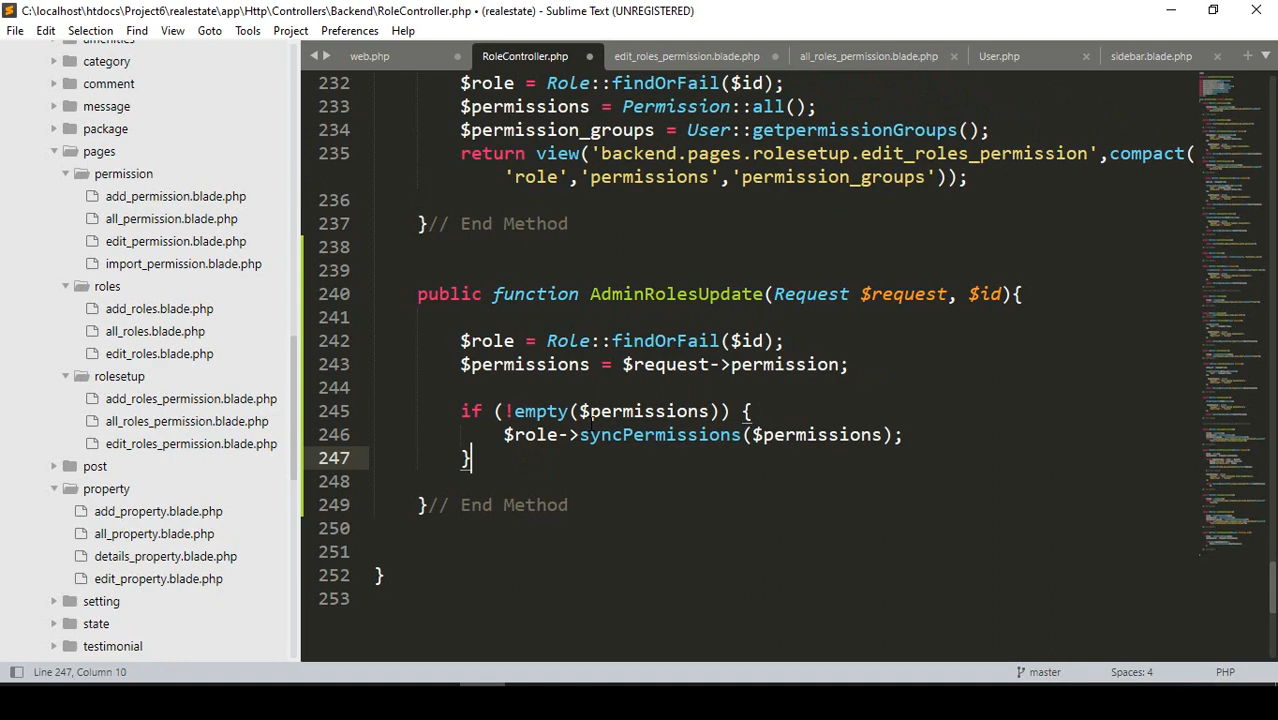 C:\localhost\htdocs\Project6\realestate\app\Http\Controllers\Backend\RoleController.php • (realestate) - Sublime Text (UNREGISTERED)
File Edit Selection Find View Goto Tools Project Preferences Help
amenities
category
comment
message
package
pages
permission
add_permission.blade.php
all_permission.blade.php
edit_permission.blade.php
import_permission.blade.php
roles
add_roles.blade.php
all_roles.blade.php
edit_roles.blade.php
rolesetup
add_roles_permission.blade.php
all_roles_permission.blade.php
edit_roles_permission.blade.php
post
property
add_property.blade.php
all_property.blade.php
details_property.blade.php
edit_property.blade.php
setting
state
testimonial
web.php RoleController.php edit_roles_permission.blade.php all_roles_permission.blade.php User.php sidebar.blade.php
232 $role = Role::findOrFail($id);
233 $permissions = Permission::all();
234 $permission_groups = User::getpermissionGroups();
235 return view('backend.pages.rolesetup.edit_roles_permission',compact(
'role','permissions','permission_groups'));
236
237 }// End Method
238
239
240 public function AdminRolesUpdate(Request $request, $id){
241
242 $role = Role::findOrFail($id);
243 $permissions = $request->permission;
244
245 if (!empty($permissions)) {
246 $role->syncPermissions($permissions);
247 }
248
249 }// End Method
250
251
252 }
253
Line 247, Column 10 master Spaces: 4 PHP